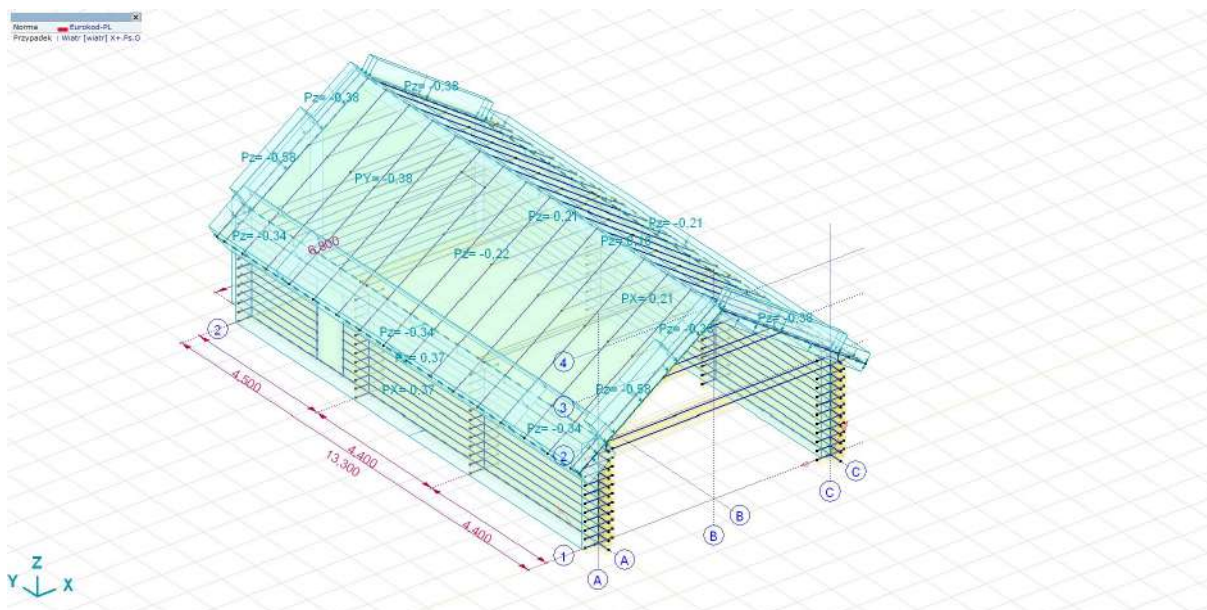 Norma Eurokod-PL
Przypadek : Wiatr [wiatr] X+.Fs.O
Pz= -0,38
Pz= -0,38
Pz= -0,58
PY= -0,38
Pz= 0,21
Pz= -0,21
Pz= -0,34
6,800
Pz= -0,22
PX= 0,21
Pz= -0,38
Pz= -0,34
Pz= 0,37
PX= 0,37
Pz= -0,58
Pz= -0,34
4
3
2
2
1
4,500
4,400
13,300
4,400
A
A
B
B
C
C
Z
Y
X